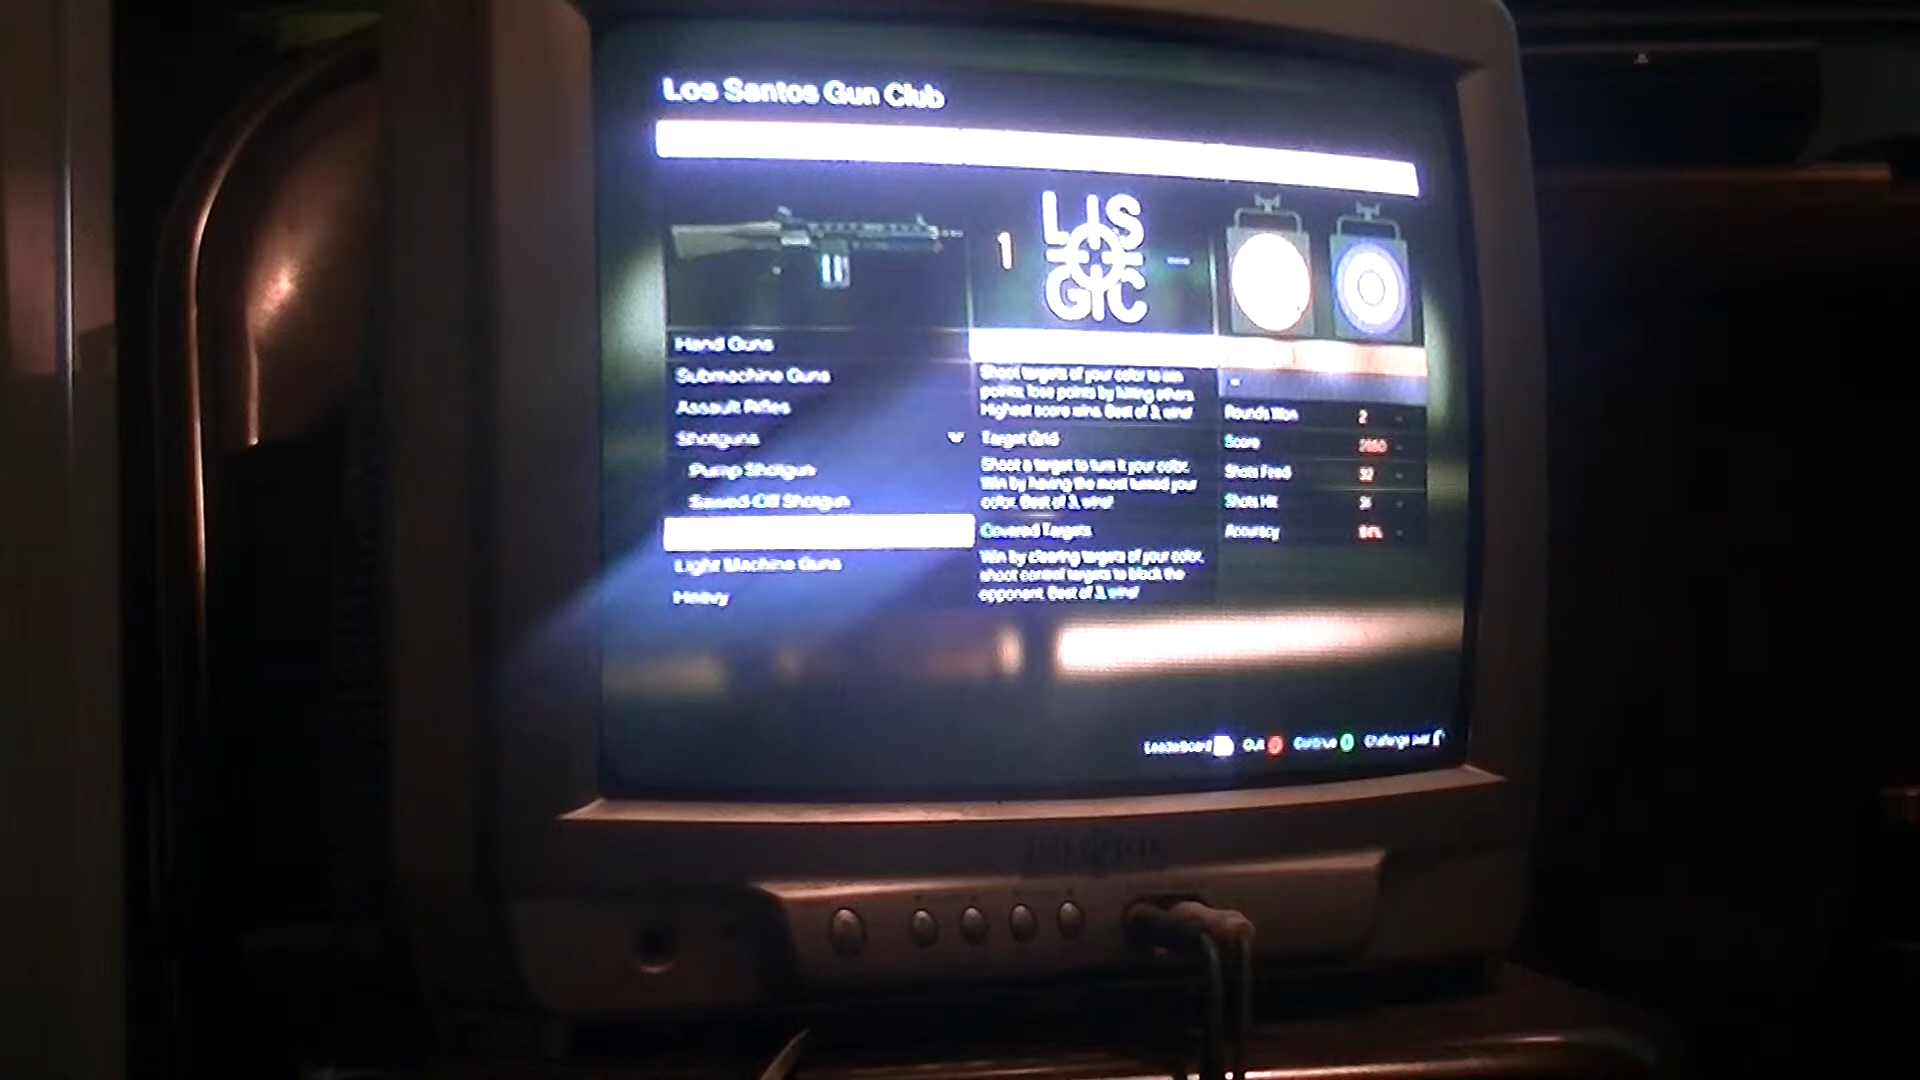 Los Santos Gun Club
1
LS
GC
Hand Guns
Submachine Guns
Assault Rifles
Shotguns
Pump Shotgun
Sawed-Off Shotgun
Light Machine Guns
Heavy
Shoot targets of your color to win
points, lose points by hitting others.
Highest score wins. Best of 3, wins!
Target Grid
Shoot a target to turn it your color.
Win by having the most turned your
color. Best of 3, wins!
Covered Targets
Win by clearing targets of your color,
shoot control targets to block the
opponent. Best of 3, wins!
Rounds Won 2 -
Score -
Shots Fired 32 -
Shots Hit -
Accuracy -
Leaderboard Quit Continue Challenge